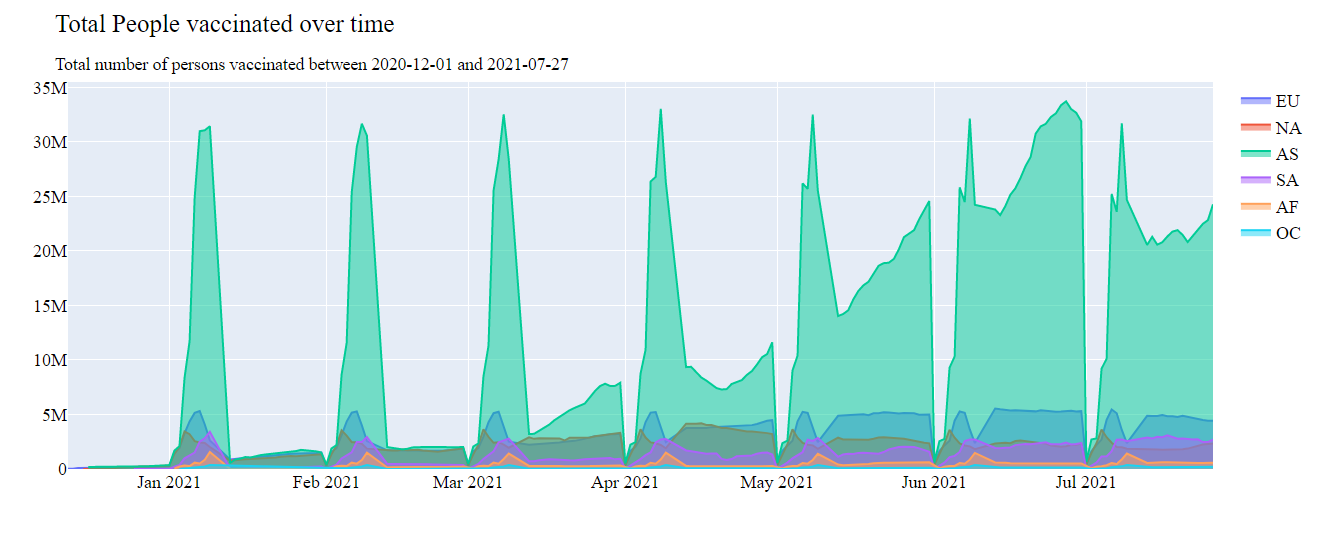 Total People vaccinated over time
Total number of persons vaccinated between 2020-12-01 and 2021-07-27
35M
30M
25M
20M
15M
10M
5M
0
Jan 2021
Feb 2021
Mar 2021
Apr 2021
May 2021
Jun 2021
Jul 2021
EU
NA
AS
SA
AF
OC